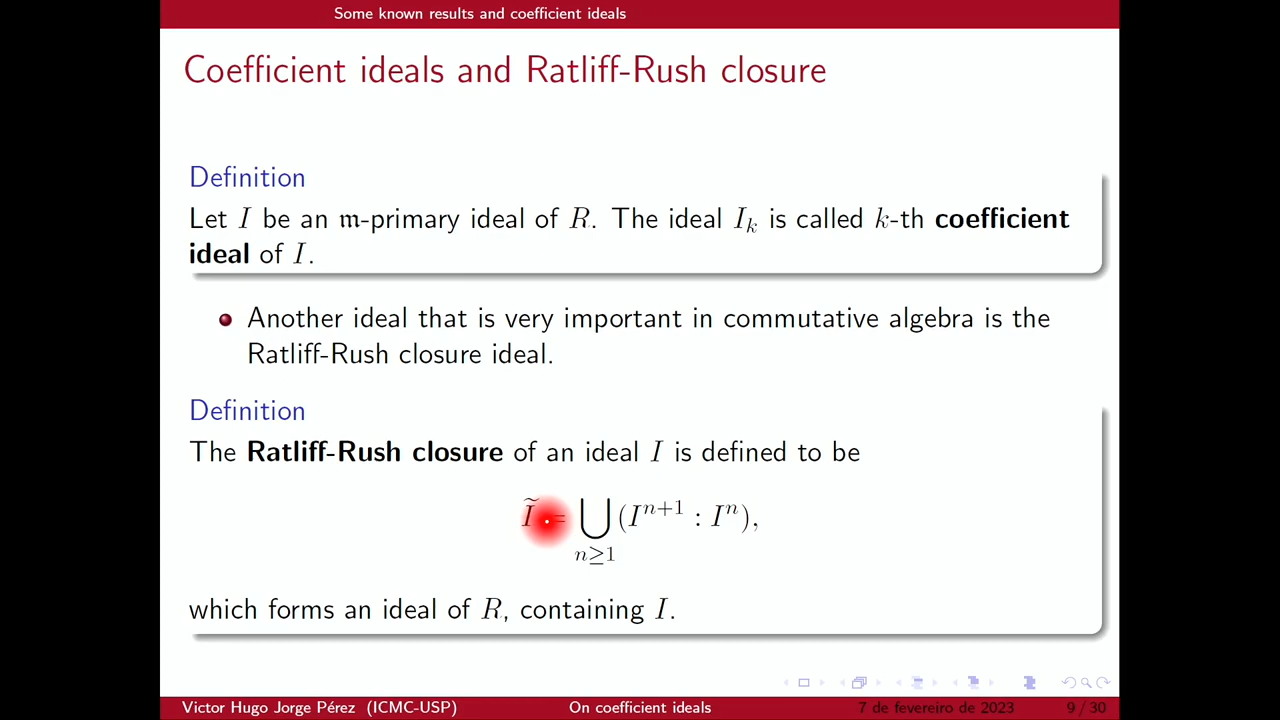 Some known results and coefficient ideals
Coefficient ideals and Ratliff-Rush closure
Definition
Let I be an 𝔪-primary ideal of R. The ideal I_k is called k-th coefficient
ideal of I.
Another ideal that is very important in commutative algebra is the
Ratliff-Rush closure ideal.
Definition
The Ratliff-Rush closure of an ideal I is defined to be
Ĩ = ⋃_{n≥1} (I^{n+1} : I^n),
which forms an ideal of R, containing I.
Victor Hugo Jorge Pérez (ICMC-USP) On coefficient ideals 7 de fevereiro de 2023 9 / 30